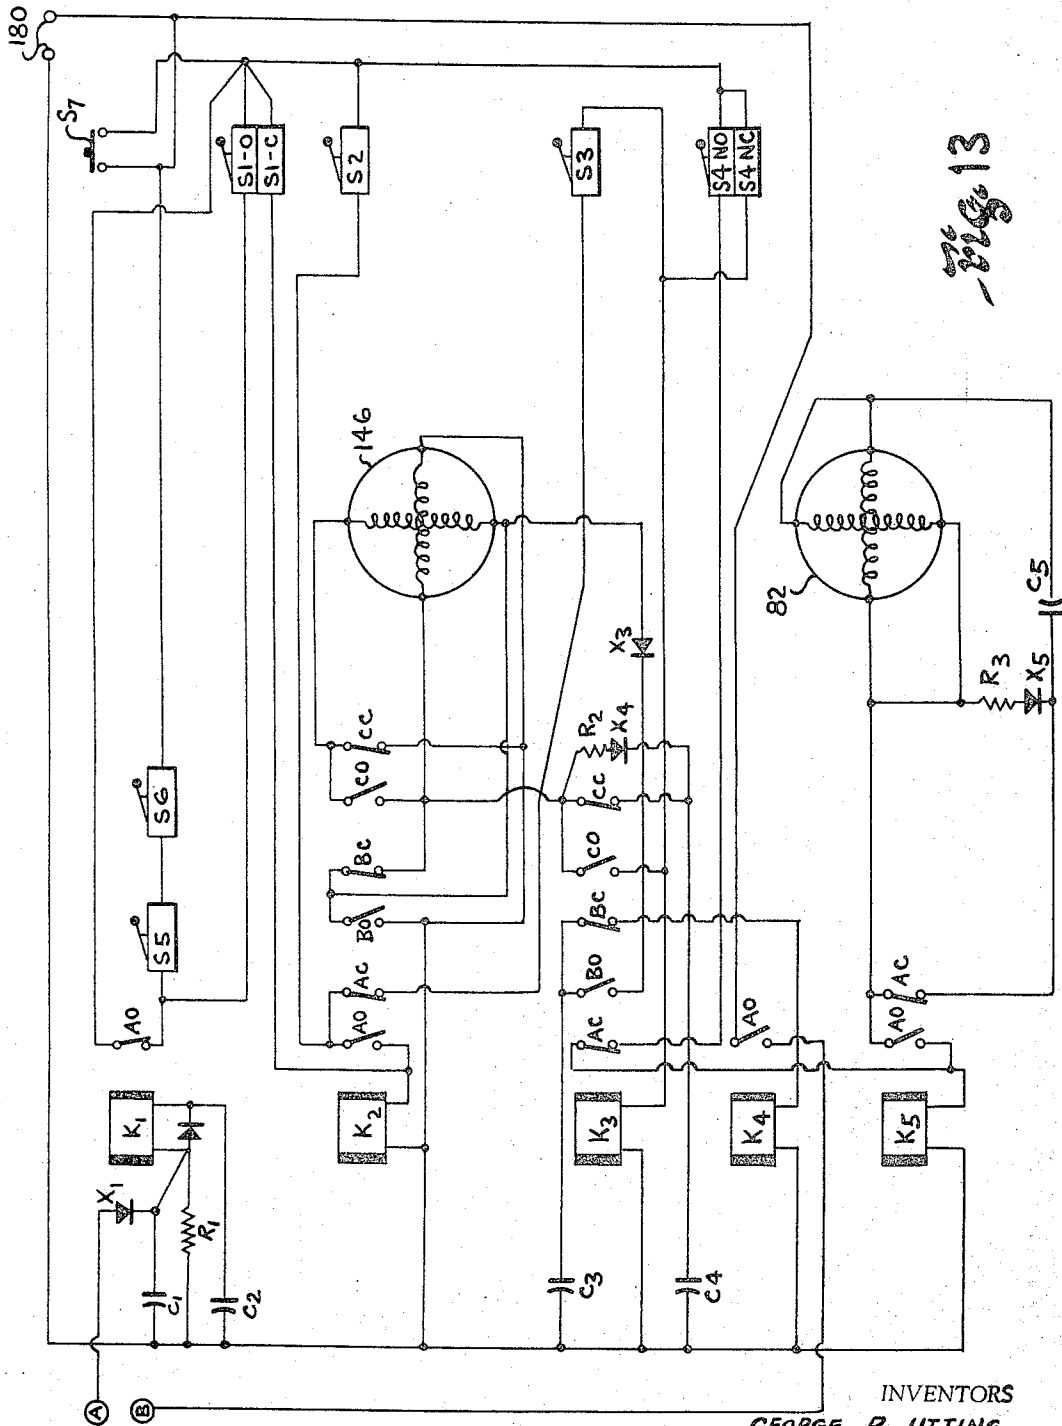 180
S7
S1-O
S1-C
S2
S3
S4 NO
S4 NC
Fig 13
146
82
S6
S5
AO
CC
CO
BC
BO
AC
AO
X3
R2
X4
CC
CO
BC
BO
AC
AO
C5
R3
X5
AC
AO
K1
K2
K3
K4
K5
X1
R1
C1
C2
C3
C4
A
B
INVENTORS
GEORGE B. UTTING